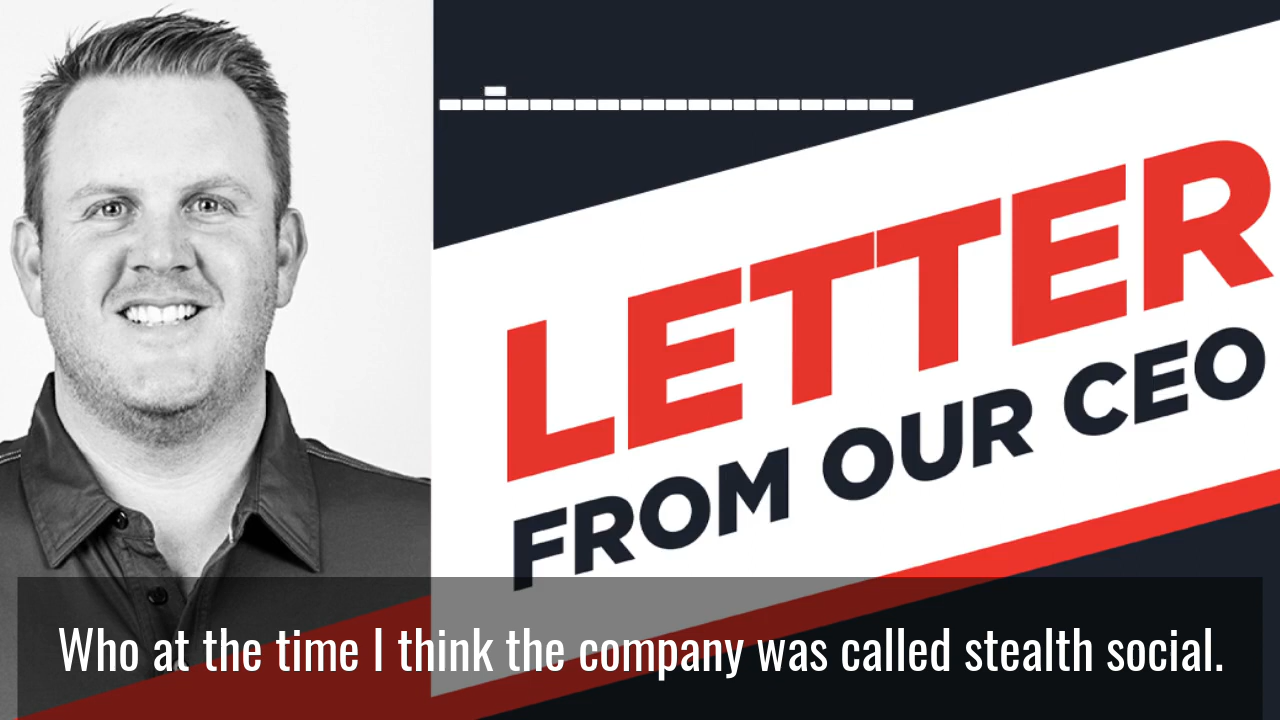 LETTER
FROM OUR CEO
Who at the time I think the company was called stealth social.